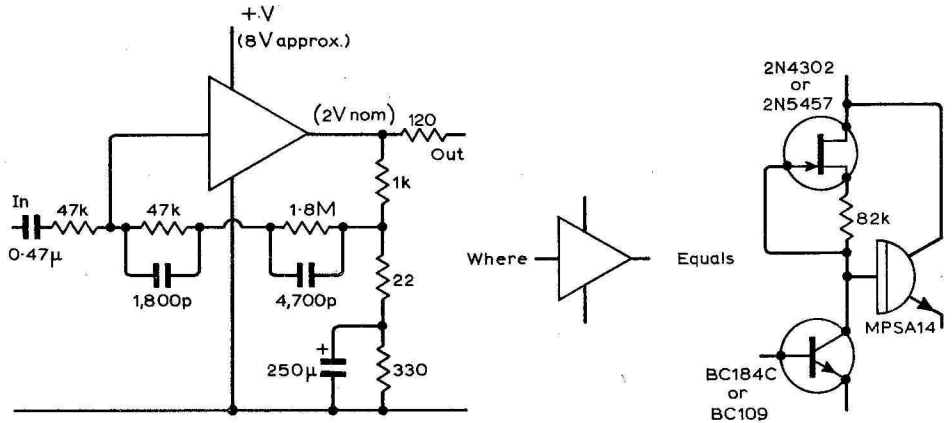 +V
(8V approx.)
(2V nom)
120
Out
1k
In
47k
47k
1·8M
0·47μ
1,800p
4,700p
22
+
250μ
330
Where
Equals
2N4302
or
2N5457
82k
MPSA14
BC184C
or
BC109